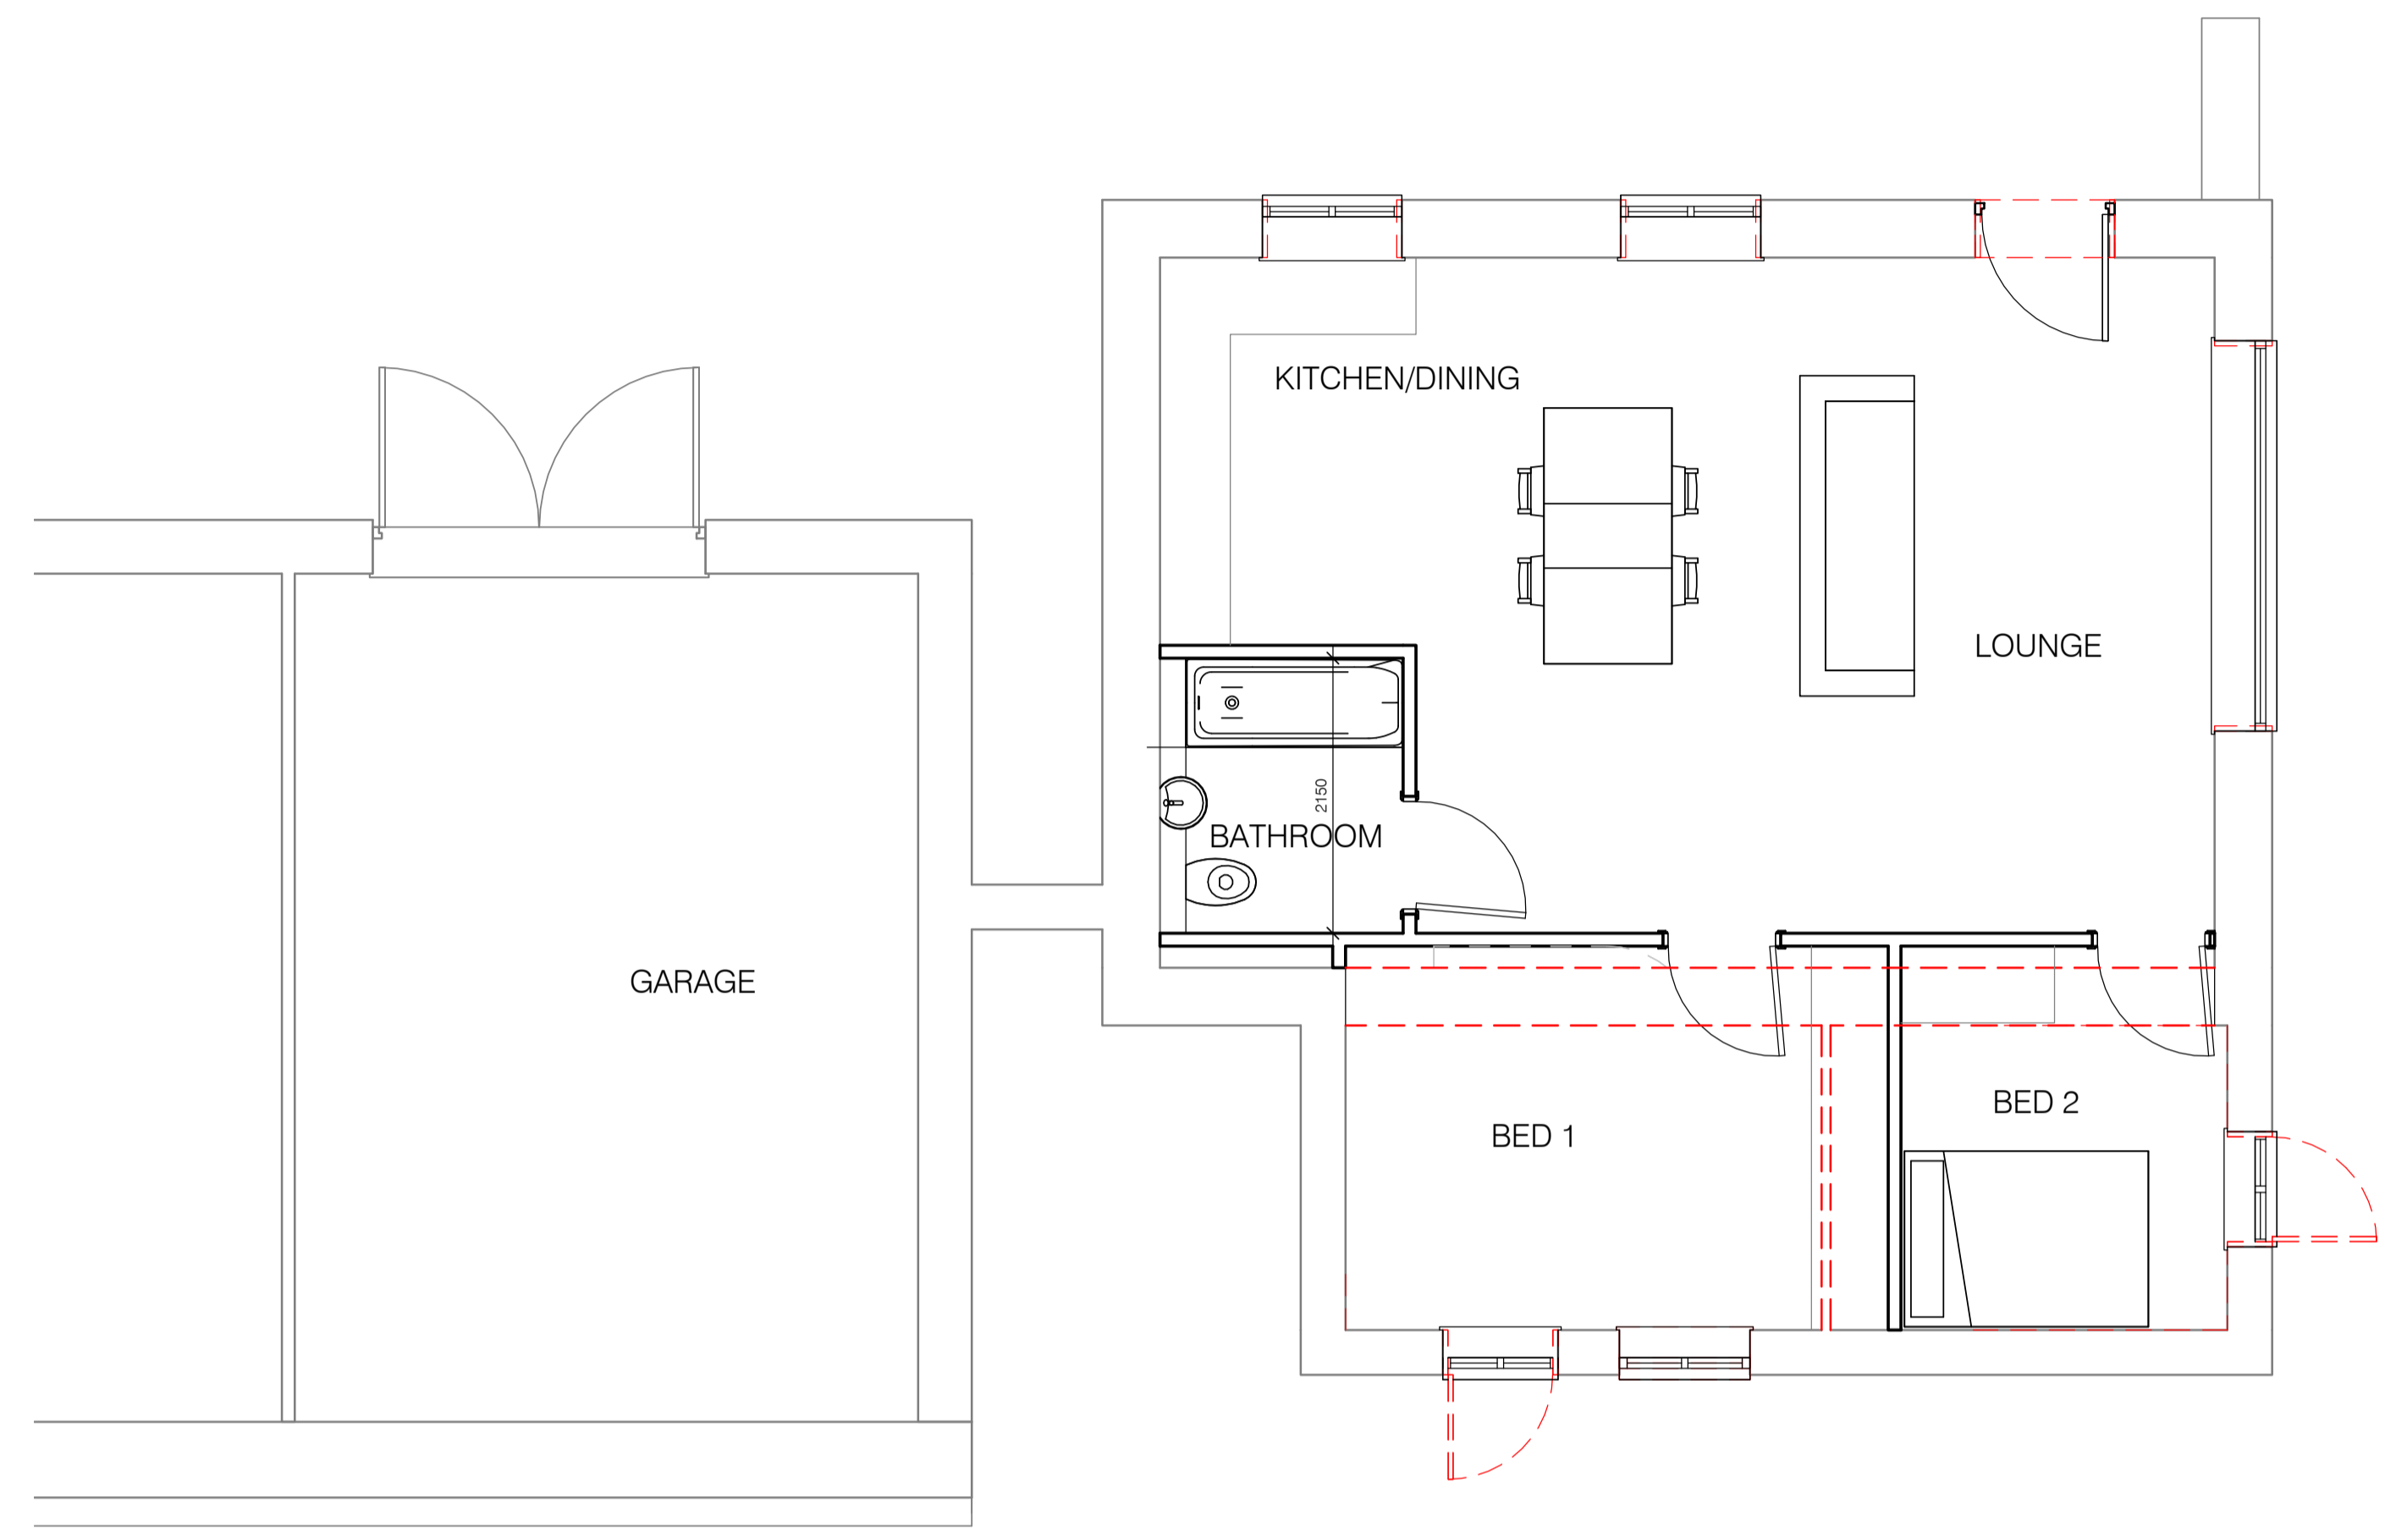 KITCHEN/DINING
LOUNGE
2150
BATHROOM
GARAGE
BED 2
BED 1